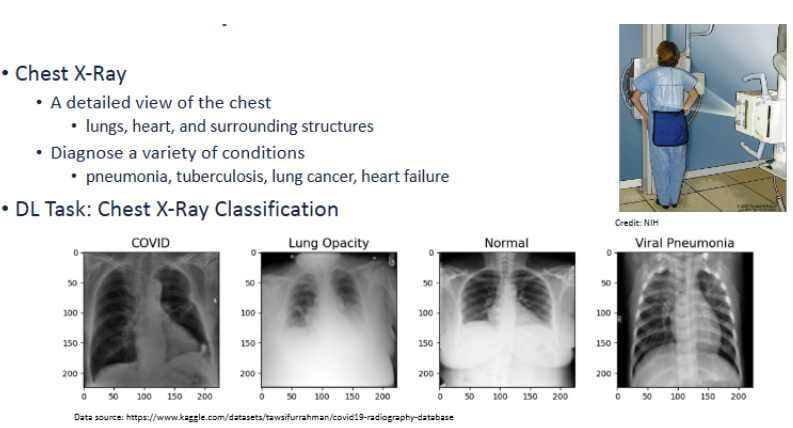 • Chest X-Ray
• A detailed view of the chest
• lungs, heart, and surrounding structures
• Diagnose a variety of conditions
• pneumonia, tuberculosis, lung cancer, heart failure
• DL Task: Chest X-Ray Classification
Credit: NIH
COVID
0
50
100
150
200
0 50 100 150 200
Lung Opacity
0
50
100
150
200
0 50 100 150 200
Normal
0
50
100
150
200
0 50 100 150 200
Viral Pneumonia
0
50
100
150
200
0 50 100 150 200
R
Data source: https://www.kaggle.com/datasets/tawsifurrahman/covid19-radiography-database